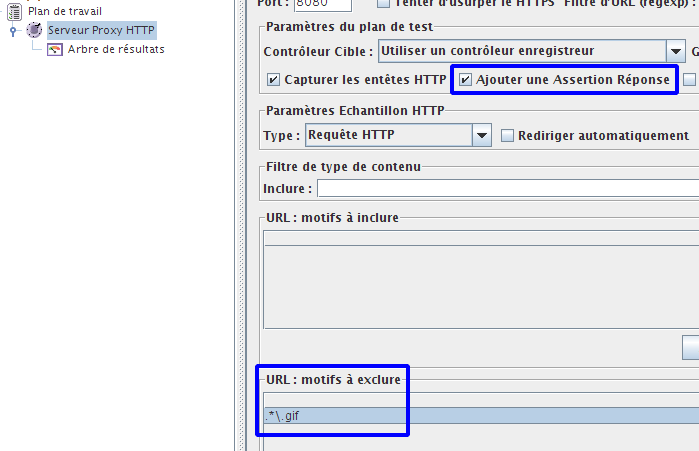 Plan de travail
Serveur Proxy HTTP
Arbre de résultats
Port : 8080 Tenter d'usurper le HTTPS Filtre d'URL (regexp) :
Paramètres du plan de test
Contrôleur Cible : Utiliser un contrôleur enregistreur G
Capturer les entêtes HTTP Ajouter une Assertion Réponse
Paramètres Echantillon HTTP
Type : Requête HTTP Rediriger automatiquement
Filtre de type de contenu
Inclure :
URL : motifs à inclure
URL : motifs à exclure
.*\.gif